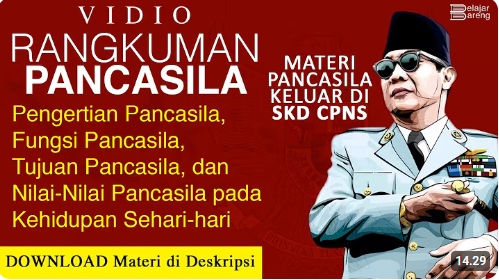 VIDIO
RANGKUMAN
PANCASILA
Pengertian Pancasila,
Fungsi Pancasila,
Tujuan Pancasila, dan
Nilai-Nilai Pancasila pada
Kehidupan Sehari-hari
DOWNLOAD Materi di Deskripsi
MATERI
PANCASILA
KELUAR DI
SKD CPNS
Belajar
Bareng
14.29